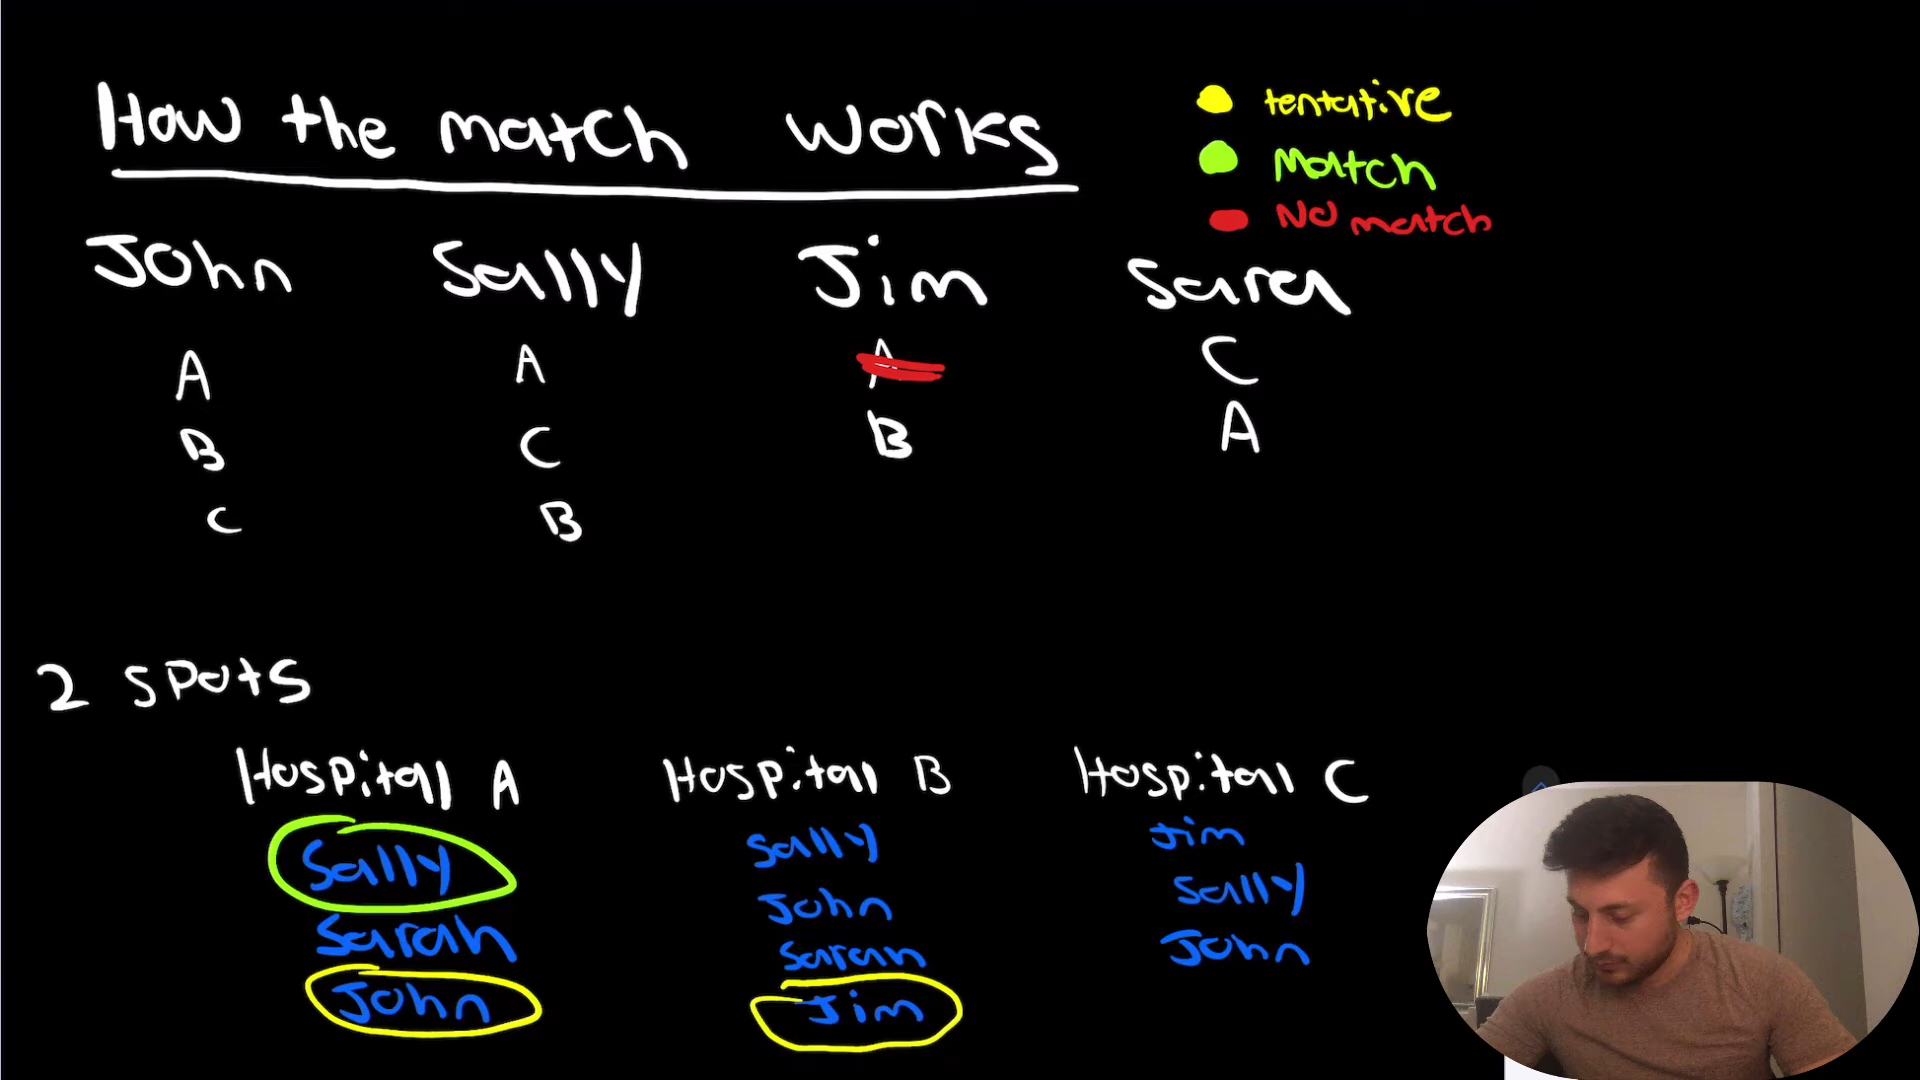 How the match works
tentative
Match
No match
John
Sally
Jim
Sara
A
A
A
C
B
C
B
A
C
B
2 spots
Hospital A
Hospital B
Hospital C
Sally
Sally
Jim
Sarah
John
Sally
John
Sarah
John
Jim